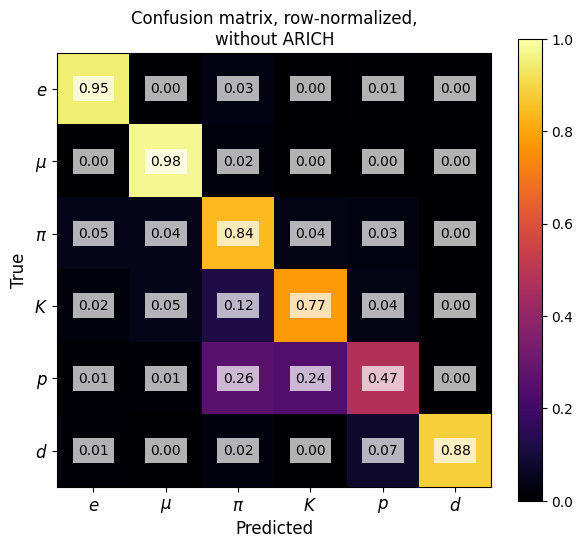 Confusion matrix, row-normalized,
without ARICH
True
e 0.95 0.00 0.03 0.00 0.01 0.00
μ 0.00 0.98 0.02 0.00 0.00 0.00
π 0.05 0.04 0.84 0.04 0.03 0.00
K 0.02 0.05 0.12 0.77 0.04 0.00
p 0.01 0.01 0.26 0.24 0.47 0.00
d 0.01 0.00 0.02 0.00 0.07 0.88
e μ π K p d
Predicted
1.0
0.8
0.6
0.4
0.2
0.0